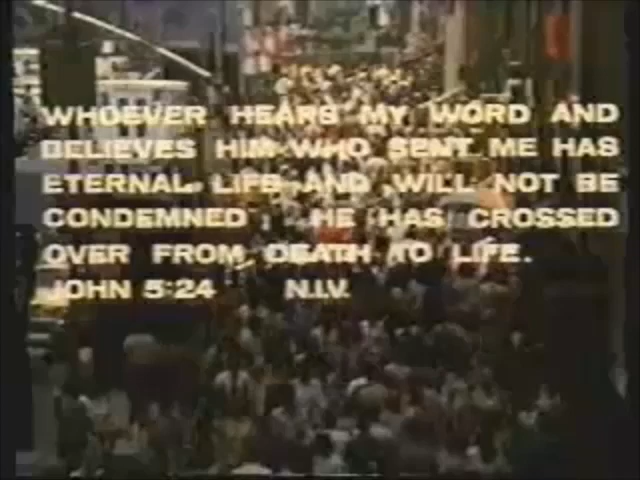 WHOEVER HEARS MY WORD AND
BELIEVES HIM WHO SENT ME HAS
ETERNAL LIFE AND WILL NOT BE
CONDEMNED; HE HAS CROSSED
OVER FROM DEATH TO LIFE.
JOHN 5:24 N.I.V.